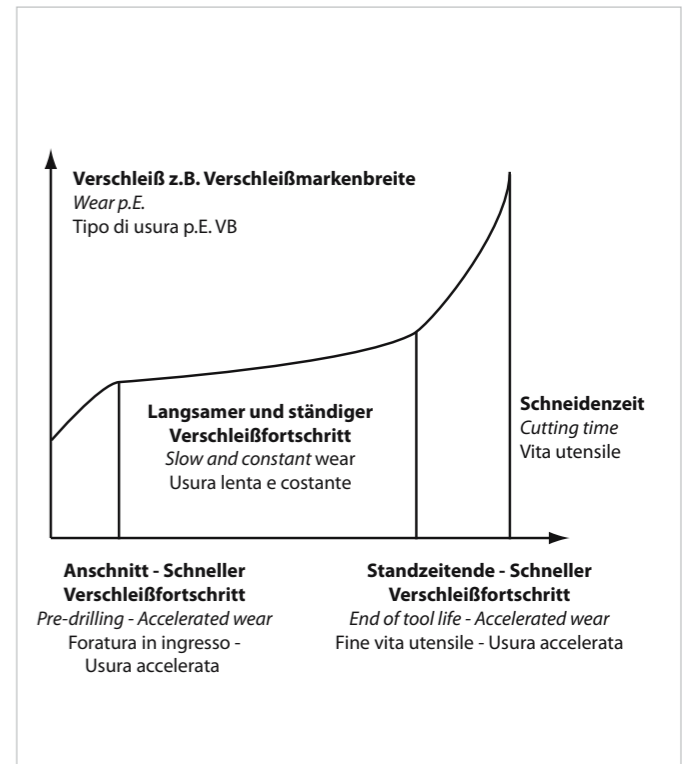 Verschleiß z.B. Verschleißmarkenbreite
Wear p.E.
Tipo di usura p.E. VB
Langsamer und ständiger
Verschleißfortschritt
Slow and constant wear
Usura lenta e costante
Schneidenzeit
Cutting time
Vita utensile
Anschnitt - Schneller
Verschleißfortschritt
Pre-drilling - Accelerated wear
Foratura in ingresso -
Usura accelerata
Standzeitende - Schneller
Verschleißfortschritt
End of tool life - Accelerated wear
Fine vita utensile - Usura accelerata